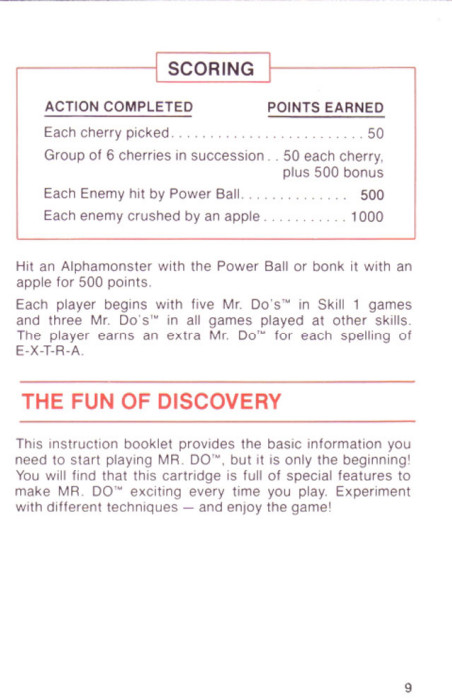 SCORING
ACTION COMPLETED POINTS EARNED
Each cherry picked. . . . . . . . . . . . . . . . . . . . . . . . . 50
Group of 6 cherries in succession . . 50 each cherry,
plus 500 bonus
Each Enemy hit by Power Ball. . . . . . . . . . . . . . 500
Each enemy crushed by an apple . . . . . . . . . . . 1000
Hit an Alphamonster with the Power Ball or bonk it with an
apple for 500 points.
Each player begins with five Mr. Do's™ in Skill 1 games
and three Mr. Do's™ in all games played at other skills.
The player earns an extra Mr. Do™ for each spelling of
E-X-T-R-A.
THE FUN OF DISCOVERY
This instruction booklet provides the basic information you
need to start playing MR. DO™, but it is only the beginning!
You will find that this cartridge is full of special features to
make MR. DO™ exciting every time you play. Experiment
with different techniques — and enjoy the game!
9